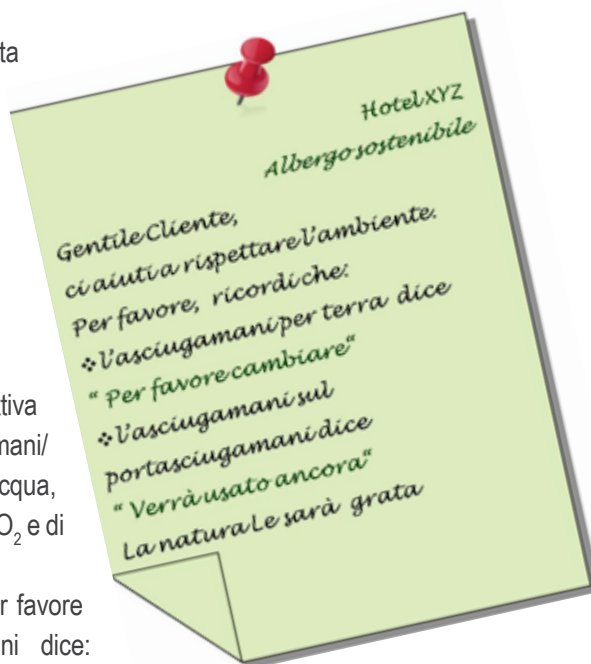 ta
Hotel XYZ
Albergo sostenibile
Gentile Cliente,
ci aiuti a rispettare l'ambiente.
Per favore, ricordi che:
❖l'asciugamani per terra dice
" Per favore cambiare"
❖l'asciugamani sul
portasciugamani dice
" Verrà usato ancora"
La natura Le sarà grata
tiva
mani/
cqua,
O₂ e di
r favore
ni dice: